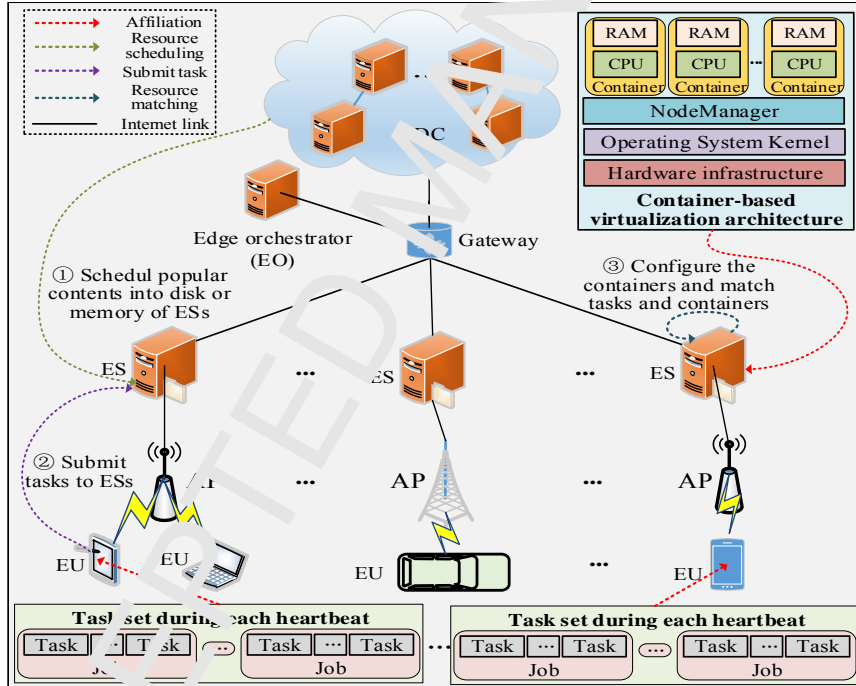 Affiliation
Resource
scheduling
Submit task
Resource
matching
Internet link
...
DC
RAM
RAM
RAM
CPU
CPU
...
CPU
Container
Container
Container
NodeManager
Operating System Kernel
Hardware infrastructure
Container-based
virtualization architecture
Edge orchestrator
(EO)
Gateway
① Schedul popular
contents into disk or
memory of ESs
③ Configure the
containers and match
tasks and containers
ES
...
ES
...
ES
② Submit
tasks to ESs
AP
...
AP
...
AP
EU
EU
EU
...
EU
Task set during each heartbeat
Task ... Task ... Task ... Task
Job
Job
...
Task set during each heartbeat
Task ... Task ... Task ... Task
Job
Job